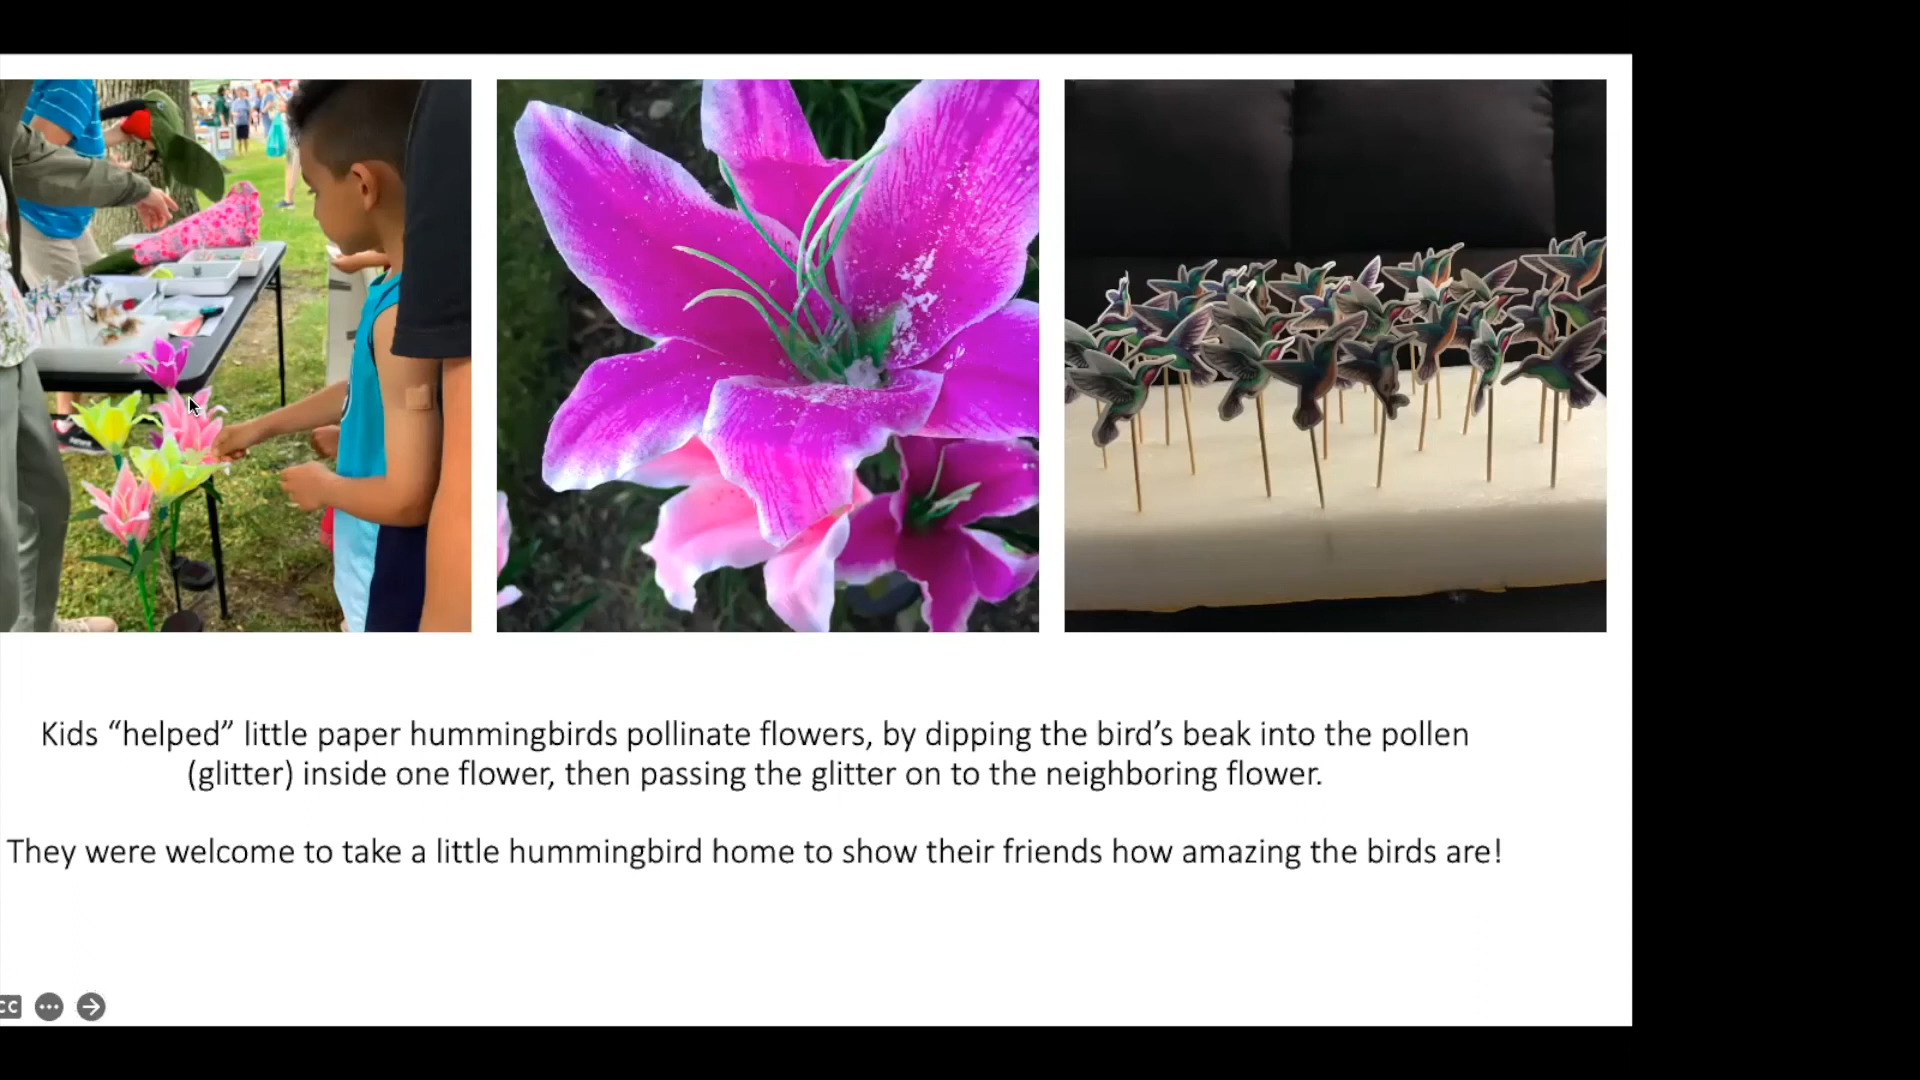 Kids “helped” little paper hummingbirds pollinate flowers, by dipping the bird’s beak into the pollen
(glitter) inside one flower, then passing the glitter on to the neighboring flower.
They were welcome to take a little hummingbird home to show their friends how amazing the birds are!
CC